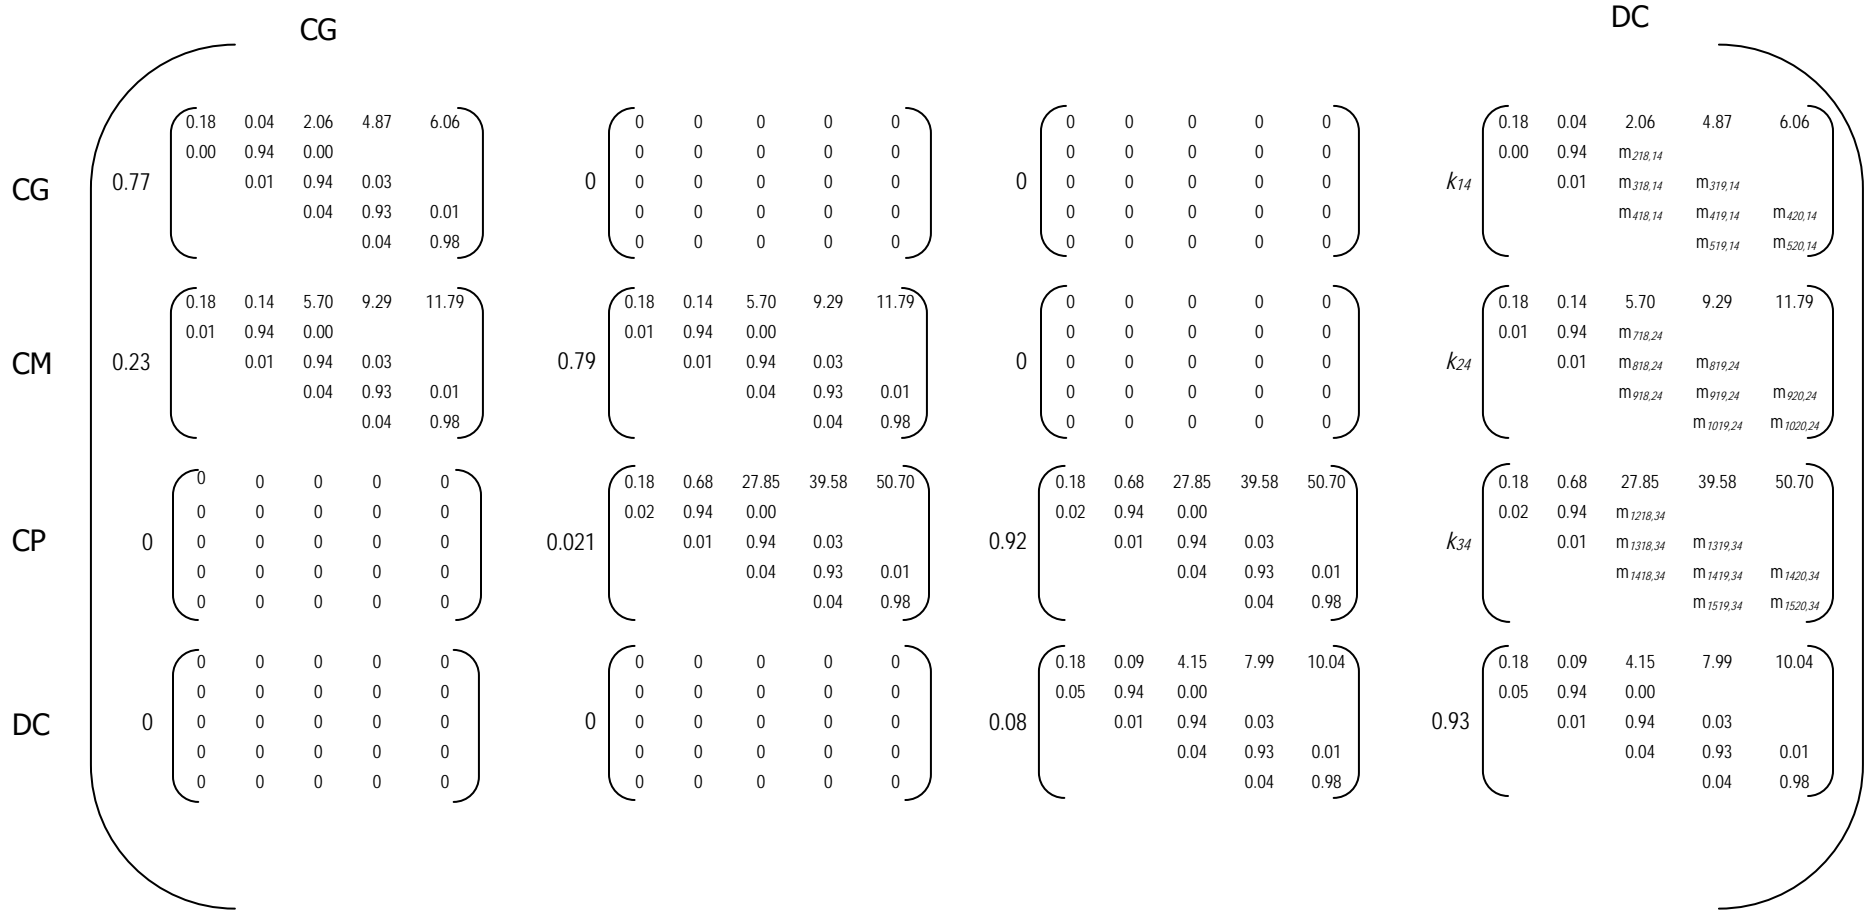 CG DC
0.18 0.04 2.06 4.87 6.06 0 0 0 0 0 0 0 0 0 0 0.18 0.04 2.06 4.87 6.06
0.00 0.94 0.00 0 0 0 0 0 0 0 0 0 0 0.00 0.94 m218,14
CG 0.77 0.01 0.94 0.03 0 0 0 0 0 0 0 0 0 0 0 0 k14 0.01 m318,14 m319,14
0.04 0.93 0.01 0 0 0 0 0 0 0 0 0 0 m418,14 m419,14 m420,14
0.04 0.98 0 0 0 0 0 0 0 0 0 0 m519,14 m520,14
0.18 0.14 5.70 9.29 11.79 0.18 0.14 5.70 9.29 11.79 0 0 0 0 0 0.18 0.14 5.70 9.29 11.79
0.01 0.94 0.00 0.01 0.94 0.00 0 0 0 0 0 0.01 0.94 m718,24
CM 0.23 0.01 0.94 0.03 0.79 0.01 0.94 0.03 0 0 0 0 0 0 k24 0.01 m818,24 m819,24
0.04 0.93 0.01 0.04 0.93 0.01 0 0 0 0 0 m918,24 m919,24 m920,24
0.04 0.98 0.04 0.98 0 0 0 0 0 m1019,24 m1020,24
0 0 0 0 0 0.18 0.68 27.85 39.58 50.70 0.18 0.68 27.85 39.58 50.70 0.18 0.68 27.85 39.58 50.70
0 0 0 0 0 0.02 0.94 0.00 0.02 0.94 0.00 0.02 0.94 m1218,34
CP 0 0 0 0 0 0 0.021 0.01 0.94 0.03 0.92 0.01 0.94 0.03 k34 0.01 m1318,34 m1319,34
0 0 0 0 0 0.04 0.93 0.01 0.04 0.93 0.01 m1418,34 m1419,34 m1420,34
0 0 0 0 0 0.04 0.98 0.04 0.98 m1519,34 m1520,34
0 0 0 0 0 0 0 0 0 0 0.18 0.09 4.15 7.99 10.04 0.18 0.09 4.15 7.99 10.04
0 0 0 0 0 0 0 0 0 0 0.05 0.94 0.00 0.05 0.94 0.00
DC 0 0 0 0 0 0 0 0 0 0 0 0 0.08 0.01 0.94 0.03 0.93 0.01 0.94 0.03
0 0 0 0 0 0 0 0 0 0 0.04 0.93 0.01 0.04 0.93 0.01
0 0 0 0 0 0 0 0 0 0 0.04 0.98 0.04 0.98